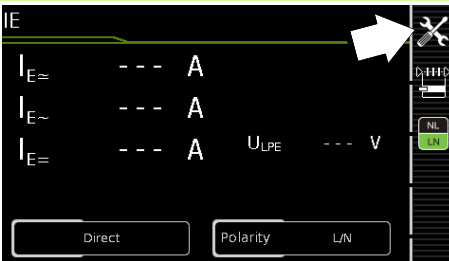 IE
IE≃ --- A
IE~ --- A
IE= --- A
ULPE --- V
NL
LN
Direct
Polarity L/N